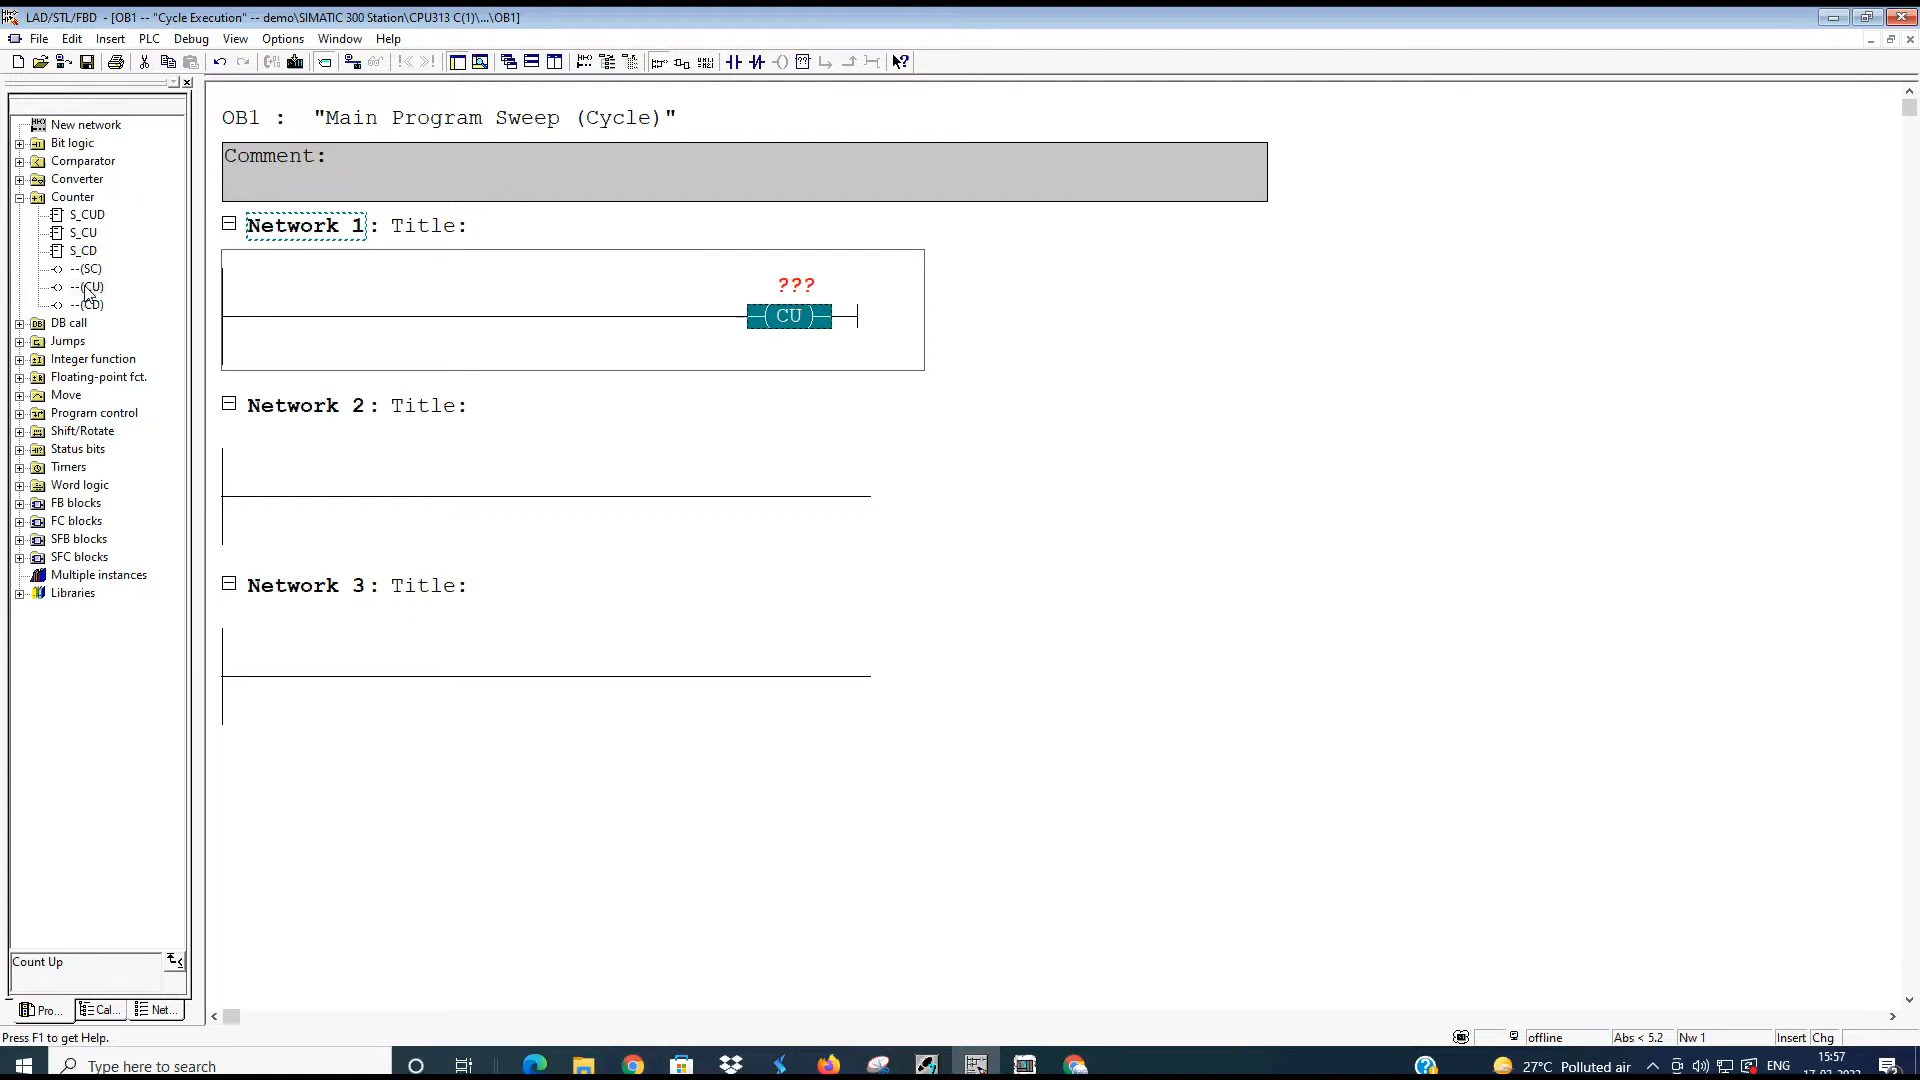 LAD/STL/FBD - [OB1 -- "Cycle Execution" -- demo\SIMATIC 300 Station\CPU313 C(1)\...\OB1]
File Edit Insert PLC Debug View Options Window Help
New network
Bit logic
Comparator
Converter
Counter
S_CUD
S_CU
S_CD
--(SC)
--(CU)
--(CD)
DB call
Jumps
Integer function
Floating-point fct.
Move
Program control
Shift/Rotate
Status bits
Timers
Word logic
FB blocks
FC blocks
SFB blocks
SFC blocks
Multiple instances
Libraries
Count Up
Pro... Cal... Net...
OB1 : "Main Program Sweep (Cycle)"
Comment:
Network 1: Title:
???
CU
Network 2: Title:
Network 3: Title:
Press F1 to get Help.
offline Abs < 5.2 Nw 1 Insert Chg
Type here to search
27°C Polluted air ENG
15:57